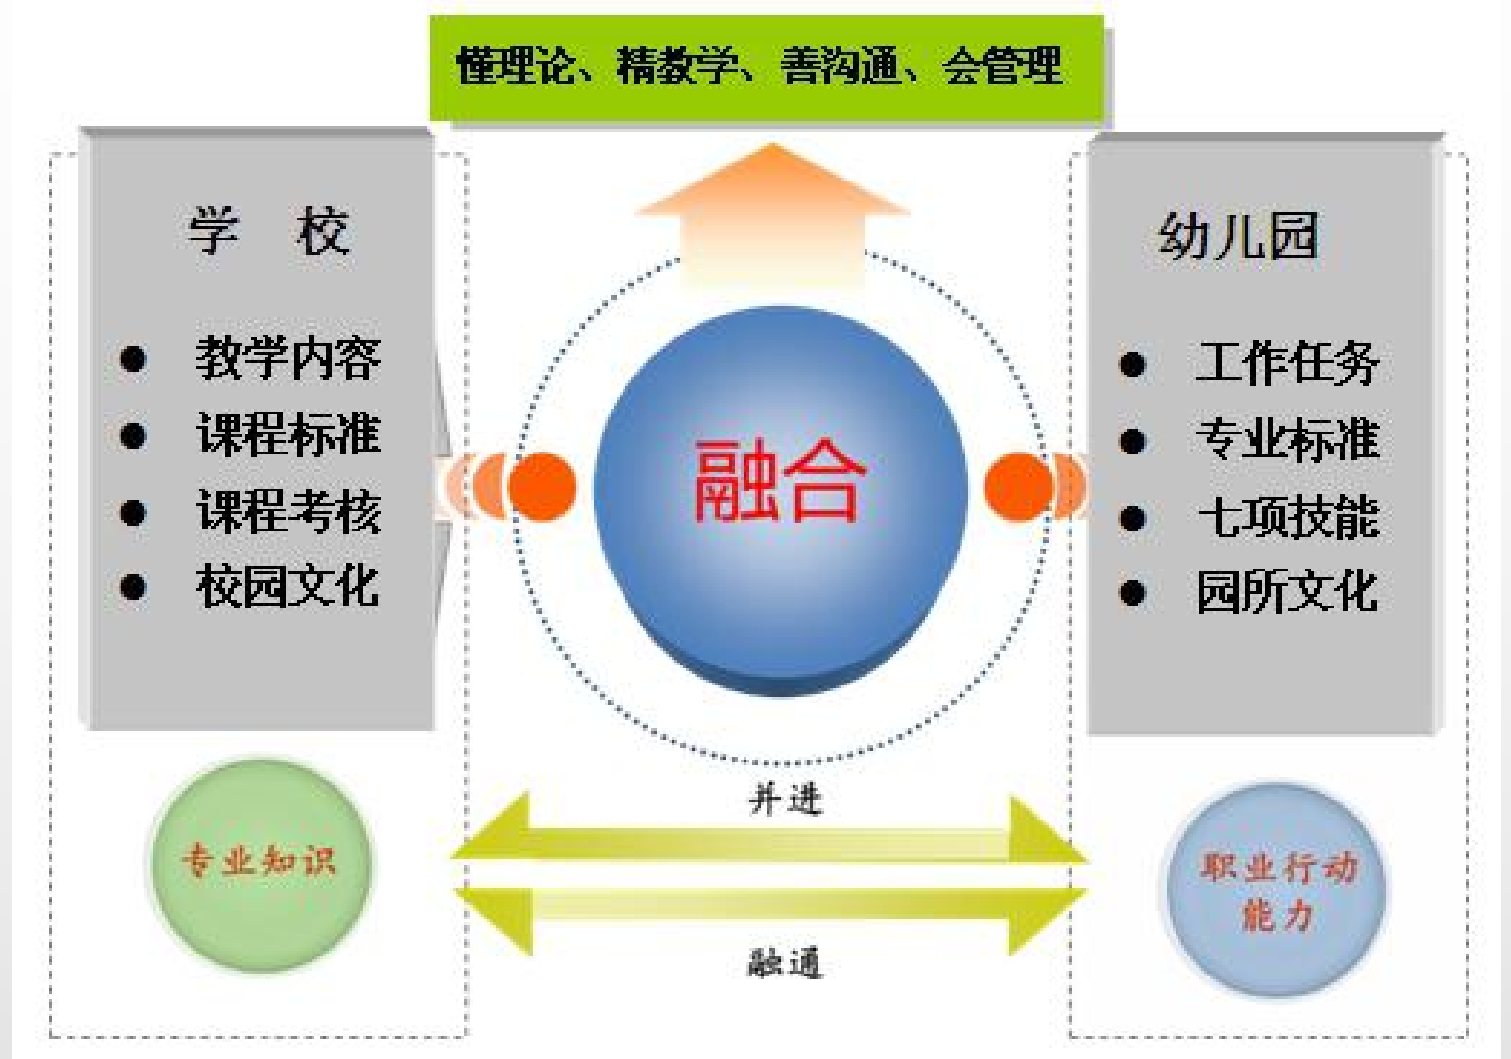 懂理论、精教学、善沟通、会管理
学 校
● 教学内容
● 课程标准
● 课程考核
● 校园文化
融合
幼儿园
● 工作任务
● 专业标准
● 七项技能
● 园所文化
并进
专业知识
职业行动
能力
融通